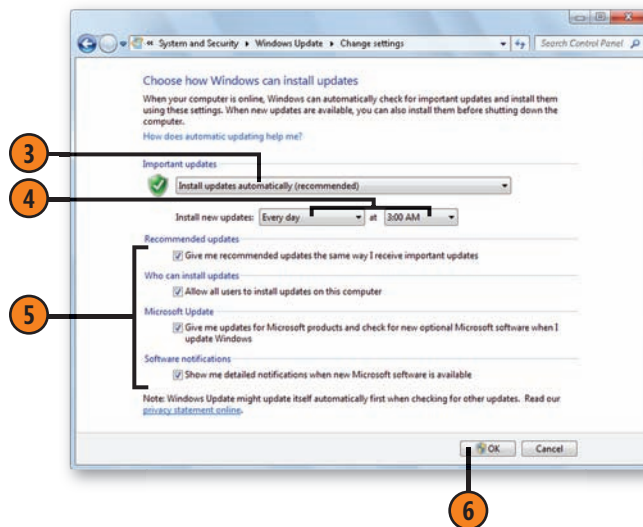 « System and Security ▸ Windows Update ▸ Change settings
Search Control Panel
Choose how Windows can install updates
When your computer is online, Windows can automatically check for important updates and install them
using these settings. When new updates are available, you can also install them before shutting down the
computer.
How does automatic updating help me?
3
Important updates
Install updates automatically (recommended)
4
Install new updates: Every day at 3:00 AM
Recommended updates
Give me recommended updates the same way I receive important updates
Who can install updates
Allow all users to install updates on this computer
5
Microsoft Update
Give me updates for Microsoft products and check for new optional Microsoft software when I
update Windows
Software notifications
Show me detailed notifications when new Microsoft software is available
Note: Windows Update might update itself automatically first when checking for other updates. Read our
privacy statement online.
OK Cancel
6